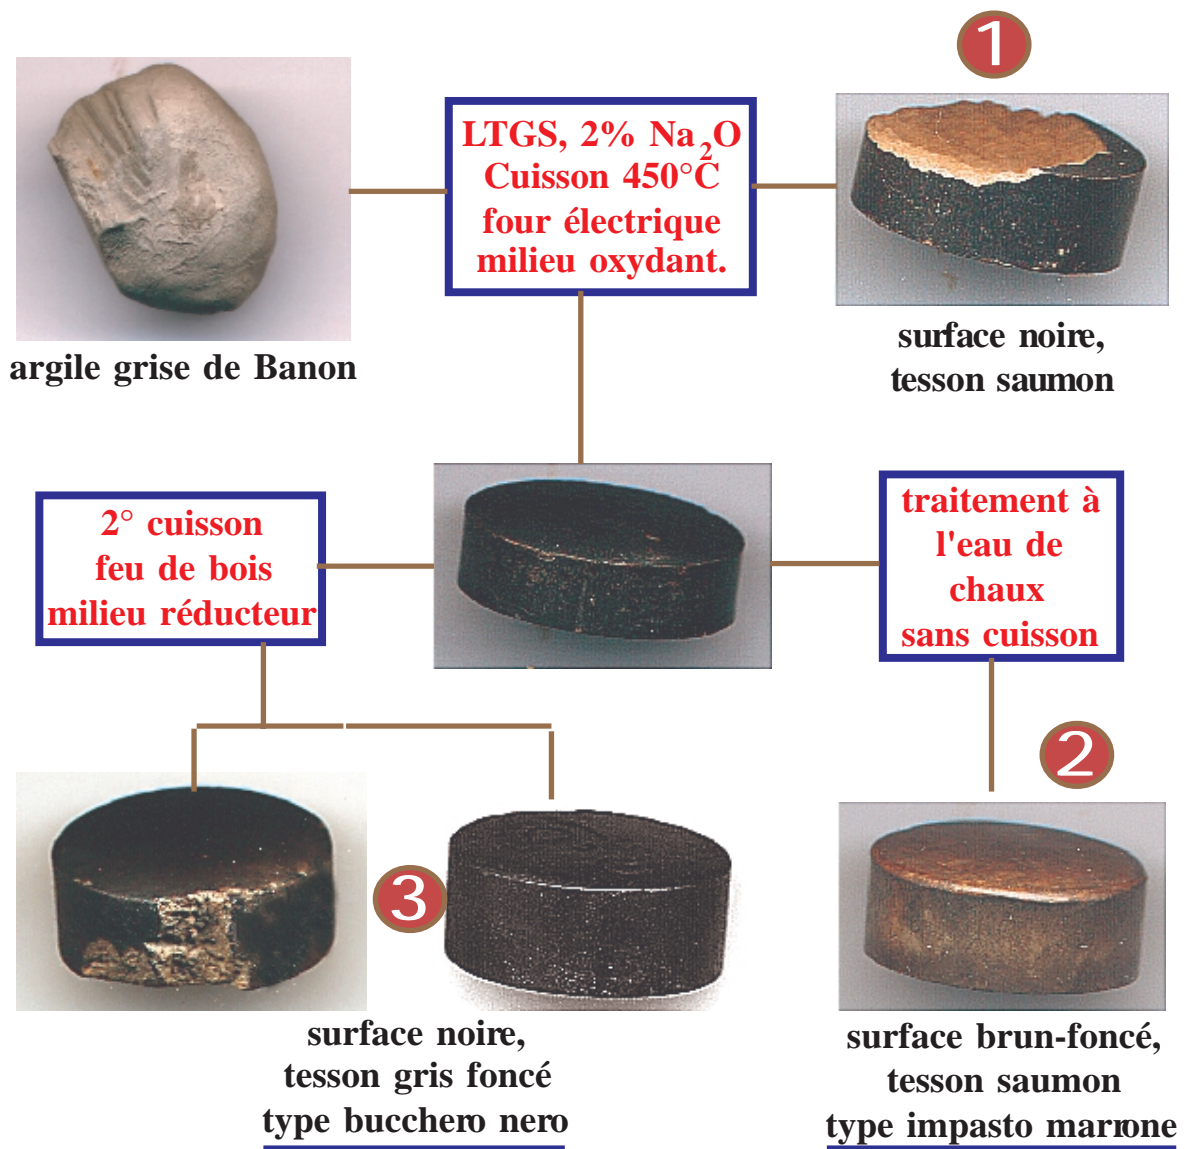 1
LTGS, 2% Na₂O
Cuisson 450°C
four électrique
milieu oxydant.
argile grise de Banon
surface noire,
tesson saumon
2° cuisson
feu de bois
milieu réducteur
traitement à
l'eau de
chaux
sans cuisson
2
3
surface noire,
tesson gris foncé
type bucchero nero
surface brun-foncé,
tesson saumon
type impasto marrone